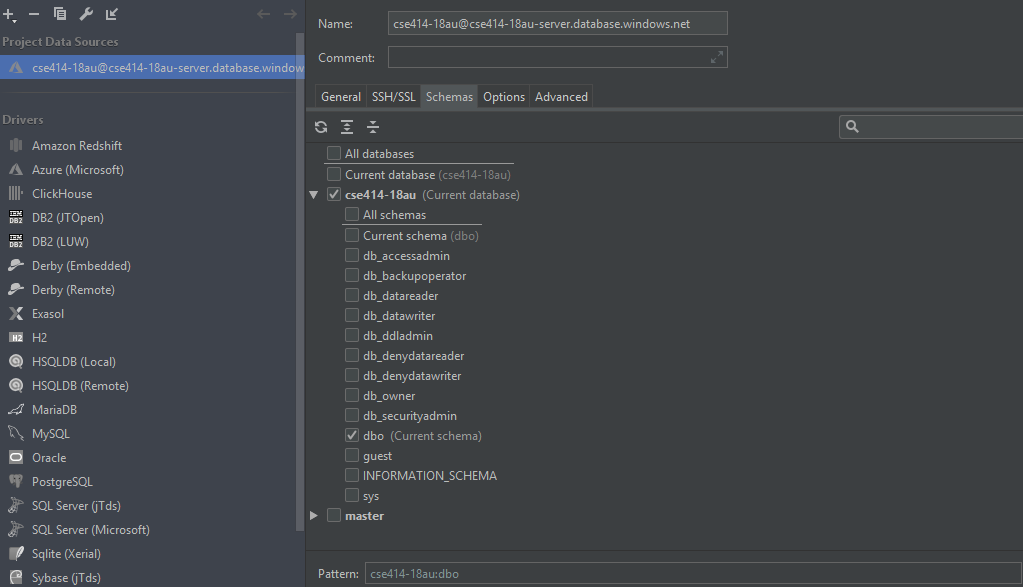 Project Data Sources
cse414-18au@cse414-18au-server.database.window
Drivers
Amazon Redshift
Azure (Microsoft)
ClickHouse
DB2 (JTOpen)
DB2 (LUW)
Derby (Embedded)
Derby (Remote)
Exasol
H2
HSQLDB (Local)
HSQLDB (Remote)
MariaDB
MySQL
Oracle
PostgreSQL
SQL Server (jTds)
SQL Server (Microsoft)
Sqlite (Xerial)
Sybase (jTds)
Name: cse414-18au@cse414-18au-server.database.windows.net
Comment:
General SSH/SSL Schemas Options Advanced
All databases
Current database (cse414-18au)
cse414-18au (Current database)
All schemas
Current schema (dbo)
db_accessadmin
db_backupoperator
db_datareader
db_datawriter
db_ddladmin
db_denydatareader
db_denydatawriter
db_owner
db_securityadmin
dbo (Current schema)
guest
INFORMATION_SCHEMA
sys
master
Pattern: cse414-18au:dbo